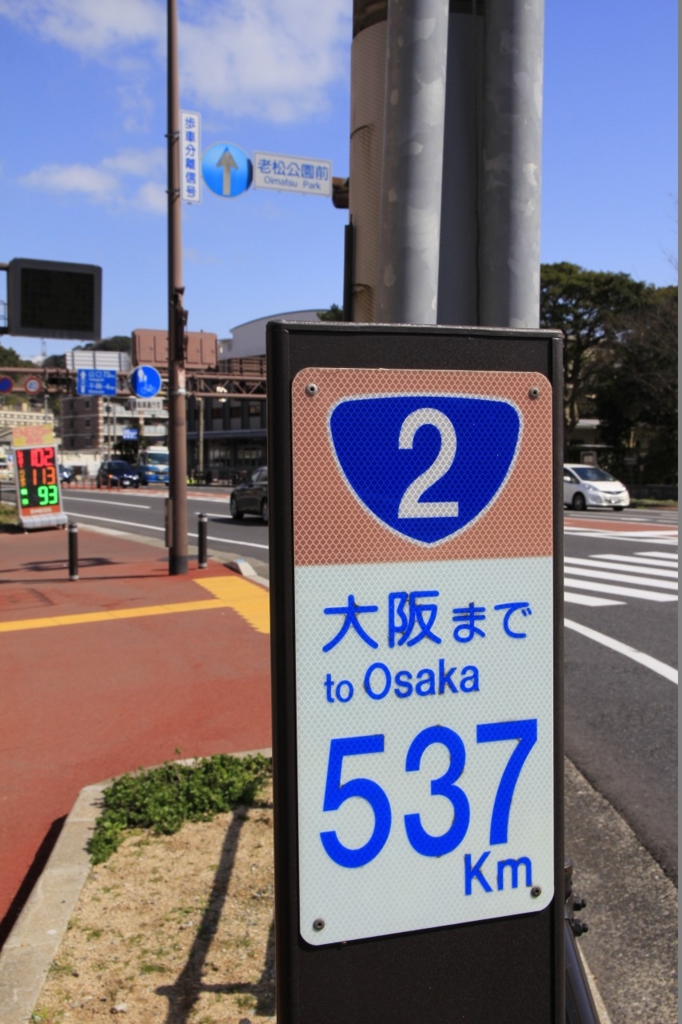 歩車分離信号
老松公園前
Oimatsu Park
102
113
93
2
大阪まで
to Osaka
537
Km